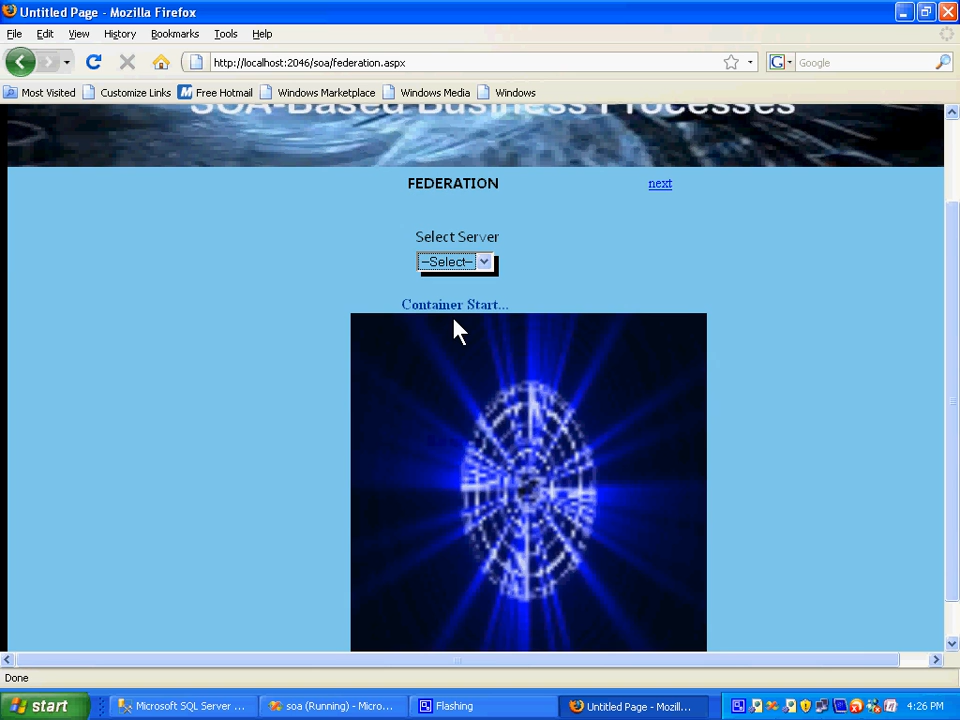 Untitled Page - Mozilla Firefox
File Edit View History Bookmarks Tools Help
http://localhost:2046/soa/federation.aspx
G Google
Most Visited Customize Links Free Hotmail Windows Marketplace Windows Media Windows
SOA-Based Business Processes
FEDERATION next
Select Server
--Select--
Container Start...
Done
start Microsoft SQL Server ... soa (Running) - Micro... Flashing Untitled Page - Mozill... 4:26 PM